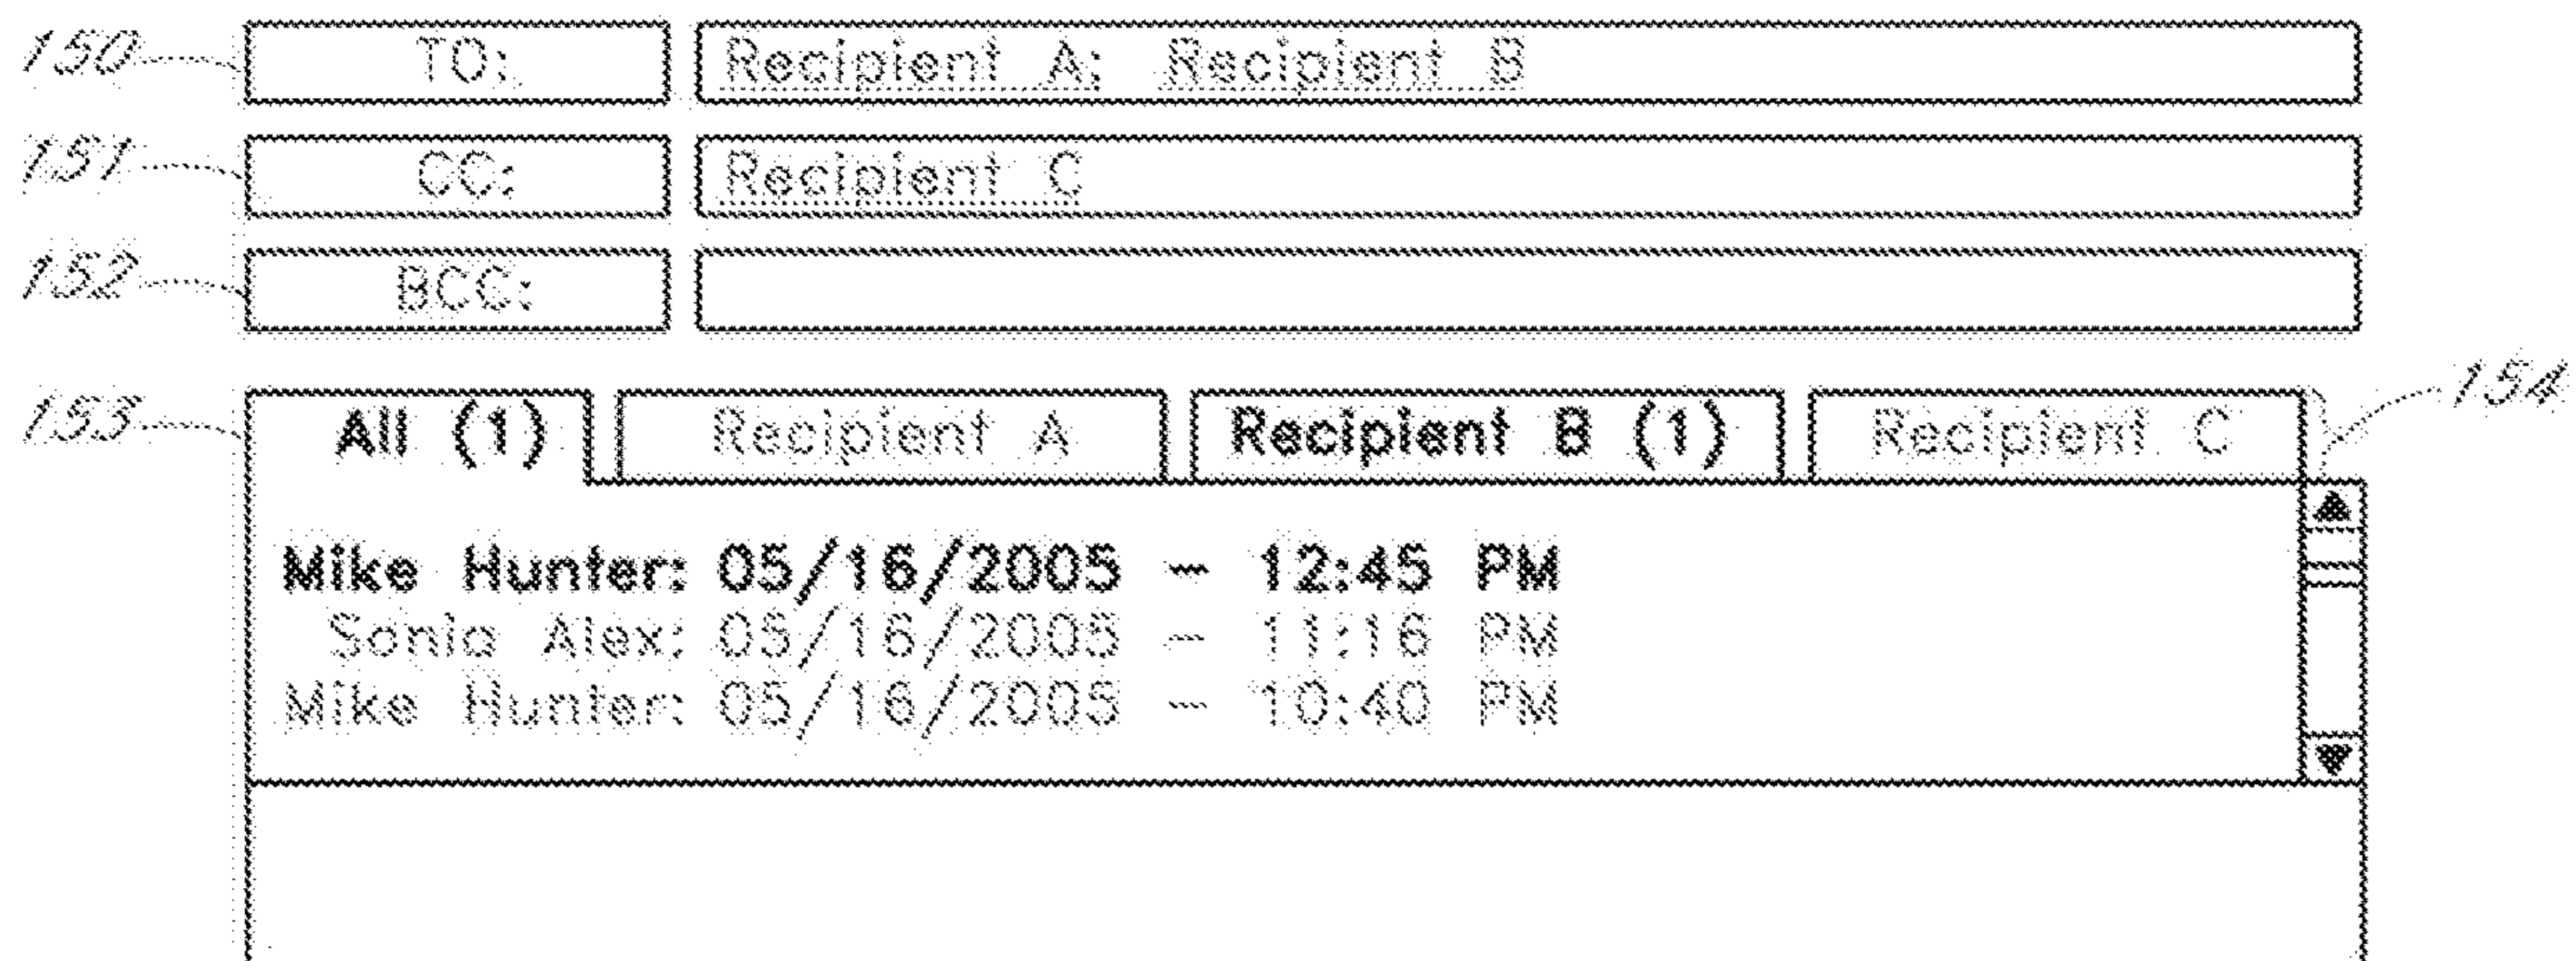 150 TO: Recipient A; Recipient B
151 CC: Recipient C
152 BCC:
153 All (1) Recipient A Recipient B (1) Recipient C 154
Mike Hunter: 05/16/2005 – 12:45 PM
Sonia Alex: 05/16/2005 – 11:16 PM
Mike Hunter: 05/16/2005 – 10:40 PM